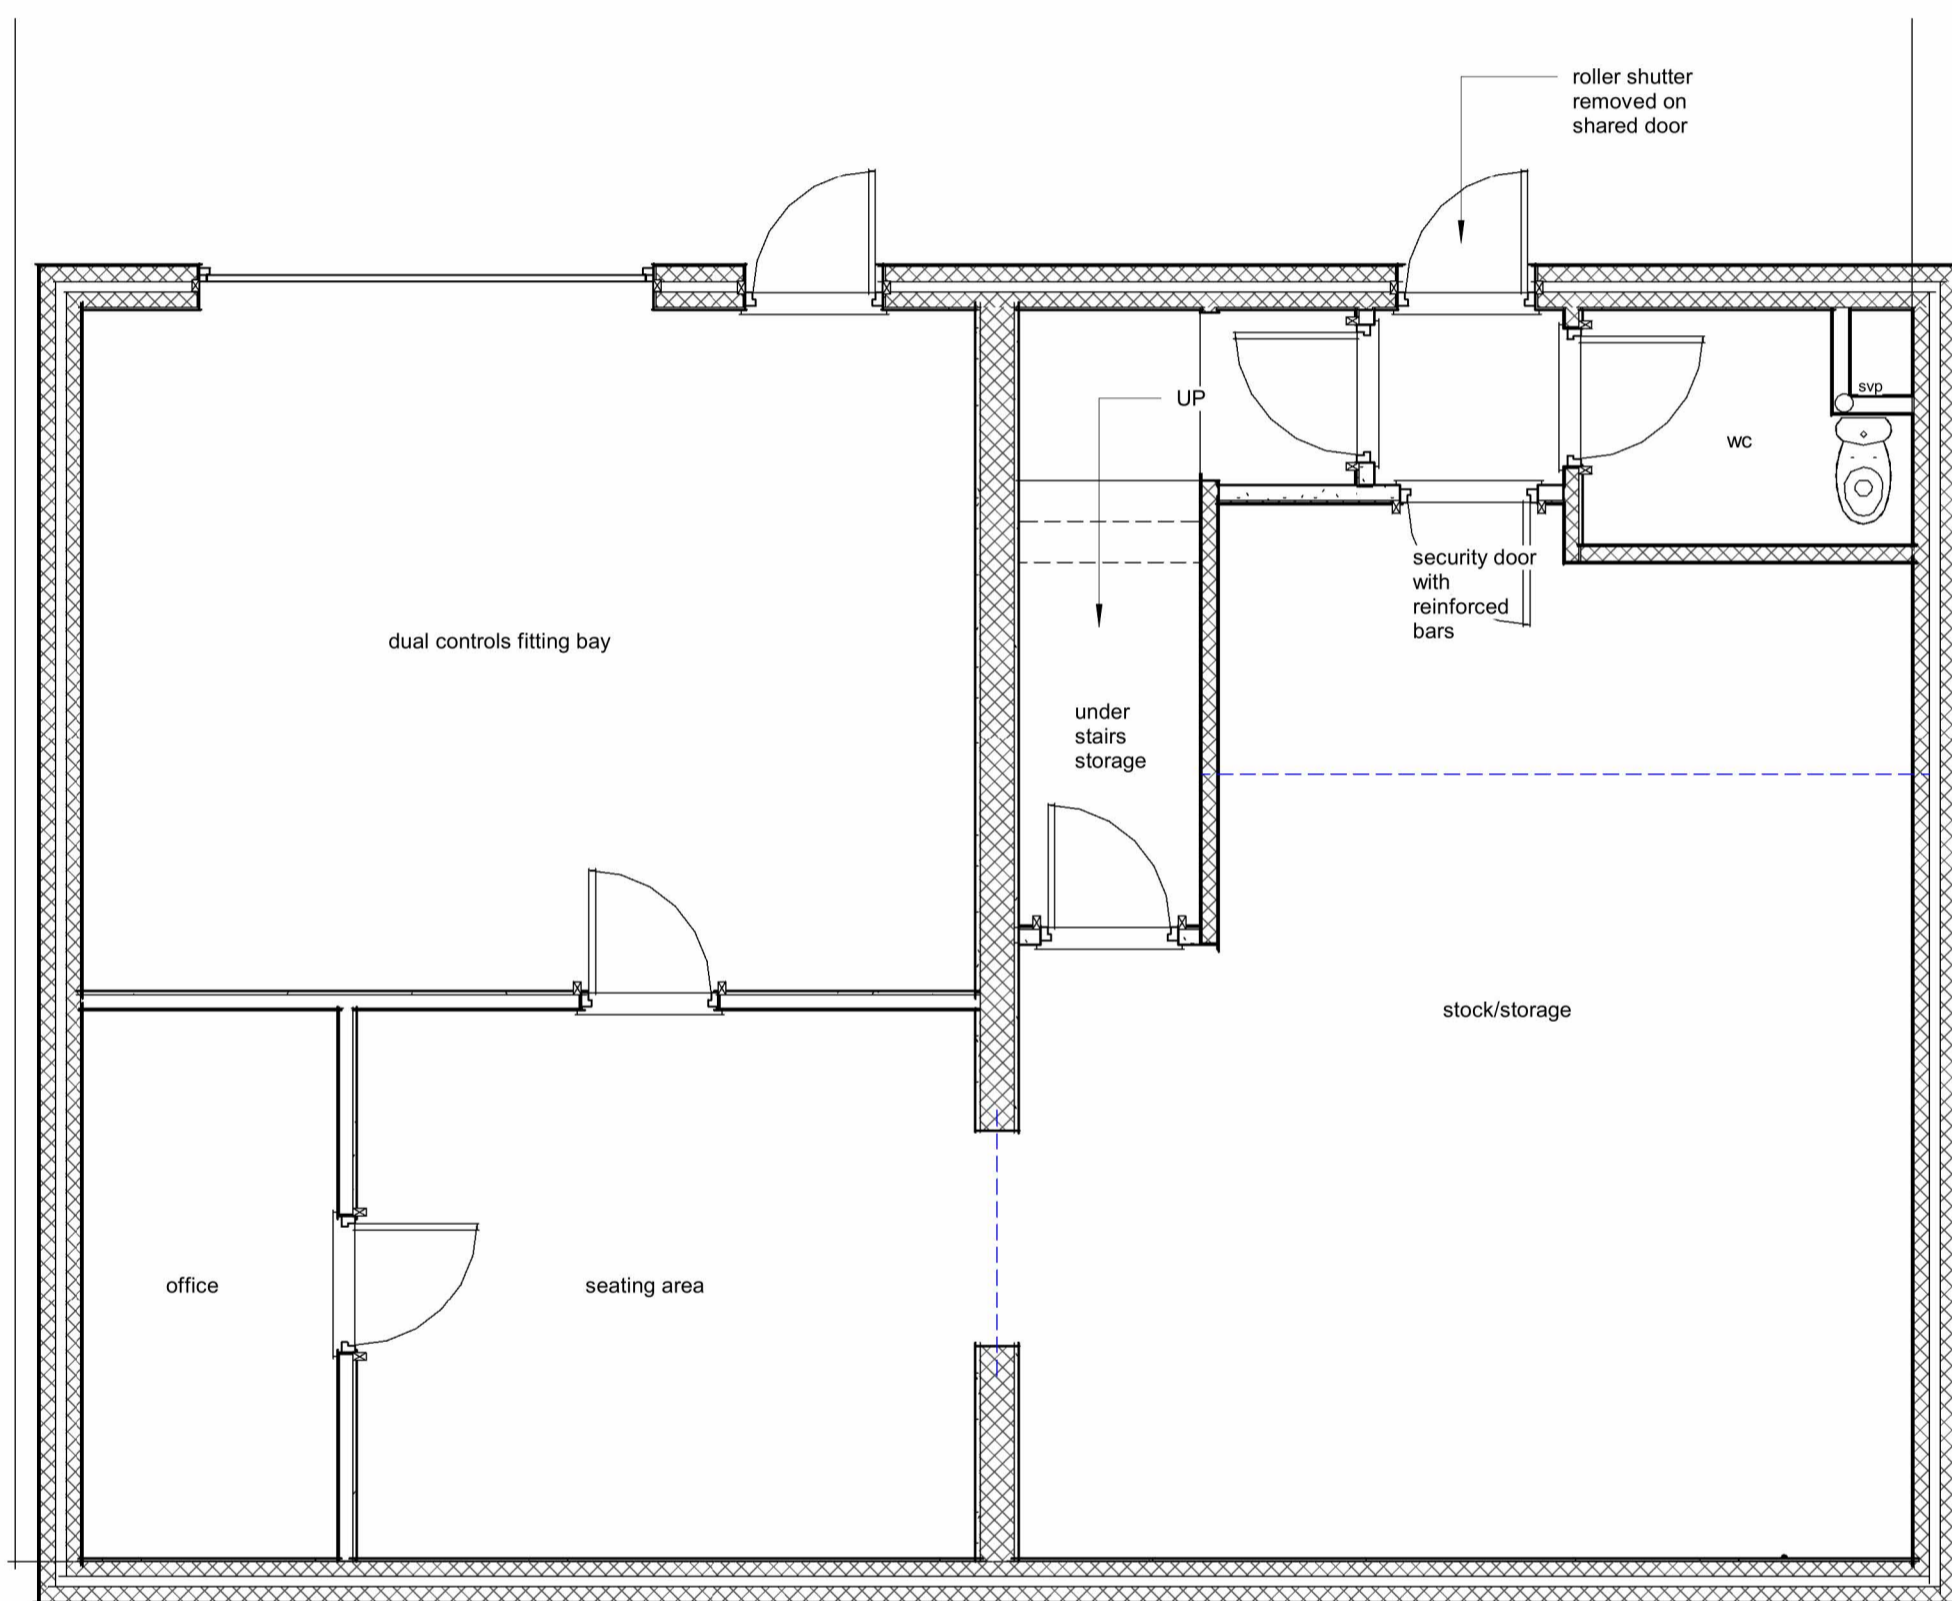 roller shutter
removed on
shared door
UP
svp
wc
security door
with
reinforced
bars
dual controls fitting bay
under
stairs
storage
stock/storage
office
seating area